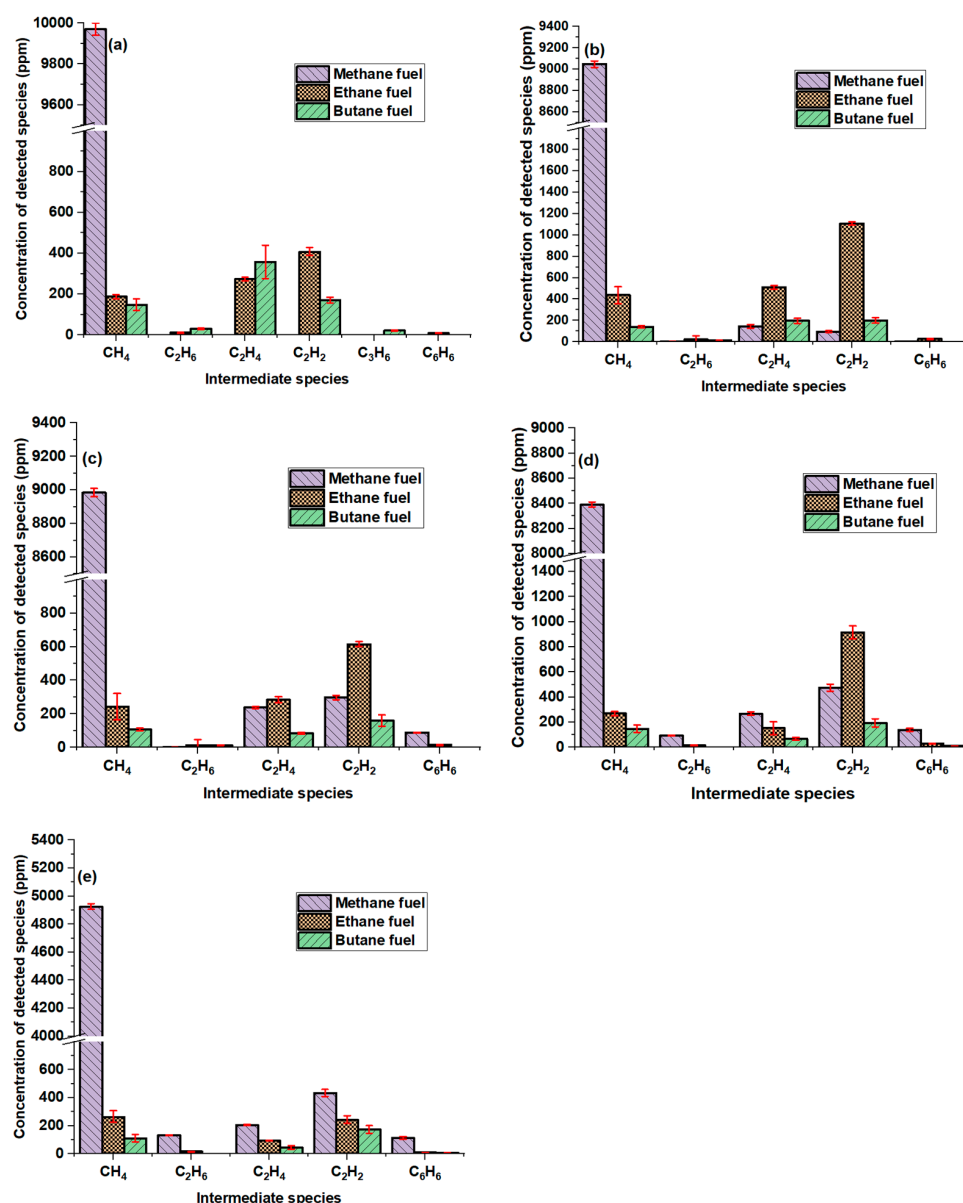 (a)
Concentration of detected species (ppm)
10000
9800
9600
800
600
400
200
0
Methane fuel
Ethane fuel
Butane fuel
CH₄ C₂H₆ C₂H₄ C₂H₂ C₃H₆ C₆H₆
Intermediate species
(b)
Concentration of detected species (ppm)
9400
9200
9000
8800
8600
1800
1600
1400
1200
1000
800
600
400
200
0
Methane fuel
Ethane fuel
Butane fuel
CH₄ C₂H₆ C₂H₄ C₂H₂ C₆H₆
Intermediate species
(c)
Concentration of detected species (ppm)
9400
9200
9000
8800
8600
800
600
400
200
0
Methane fuel
Ethane fuel
Butane fuel
CH₄ C₂H₆ C₂H₄ C₂H₂ C₆H₆
Intermediate species
(d)
Concentration of detected species (ppm)
9000
8800
8600
8400
8200
8000
1400
1200
1000
800
600
400
200
0
Methane fuel
Ethane fuel
Butane fuel
CH₄ C₂H₆ C₂H₄ C₂H₂ C₆H₆
Intermediate species
(e)
Concentration of detected species (ppm)
5400
5200
5000
4800
4600
4400
4200
4000
600
400
200
0
Methane fuel
Ethane fuel
Butane fuel
CH₄ C₂H₆ C₂H₄ C₂H₂ C₆H₆
Intermediate species